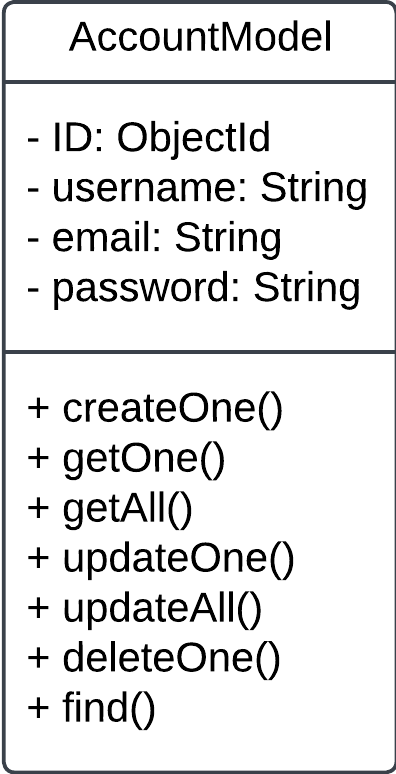 AccountModel
- ID: ObjectId
- username: String
- email: String
- password: String
+ createOne()
+ getOne()
+ getAll()
+ updateOne()
+ updateAll()
+ deleteOne()
+ find()